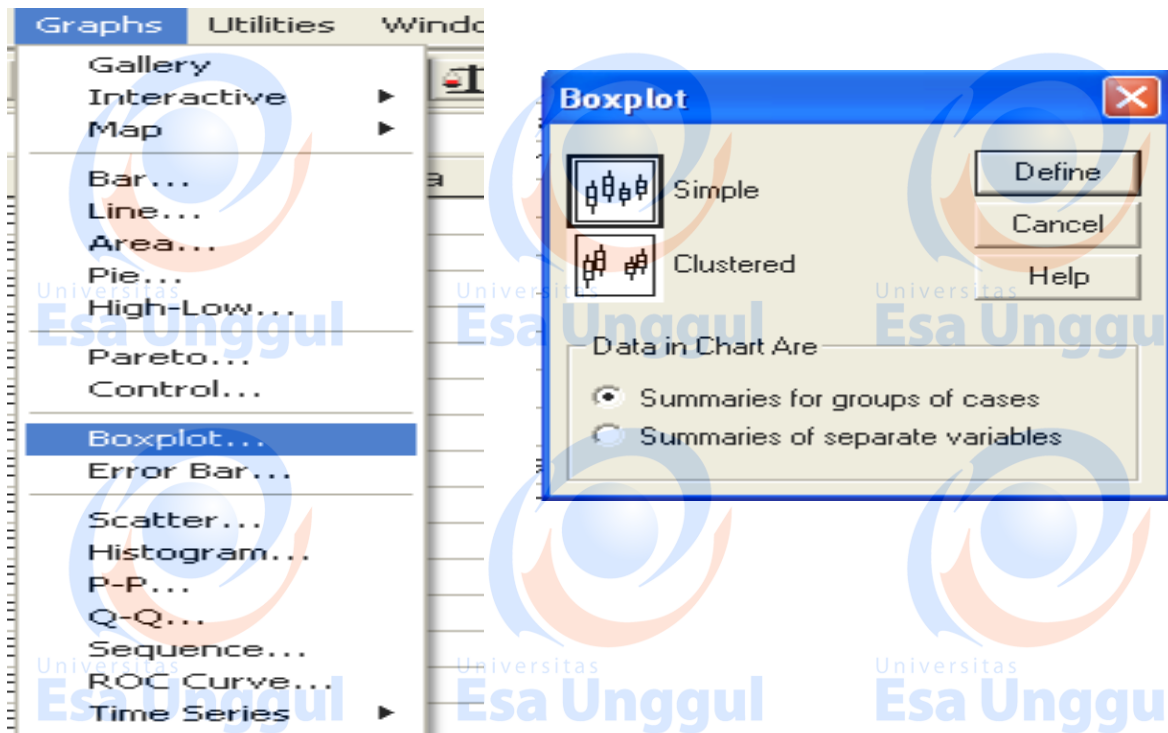 Graphs Utilities
Gallery
Interactive
Map
Bar...
Line...
Area...
Pie...
High-Low...
Pareto...
Control...
Boxplot...
Error Bar...
Scatter...
Histogram...
P-P...
Q-Q...
Sequence...
ROC Curve...
Time Series
Boxplot
Simple
Define
Cancel
Clustered
Help
Data in Chart Are
Summaries for groups of cases
Summaries of separate variables
Universitas
Esa Unggul
Universitas
Esa Unggul
Universitas
Esa Unggu
Universitas
Esa Unggul
Universitas
Esa Unggul
Universitas
Esa Unggu